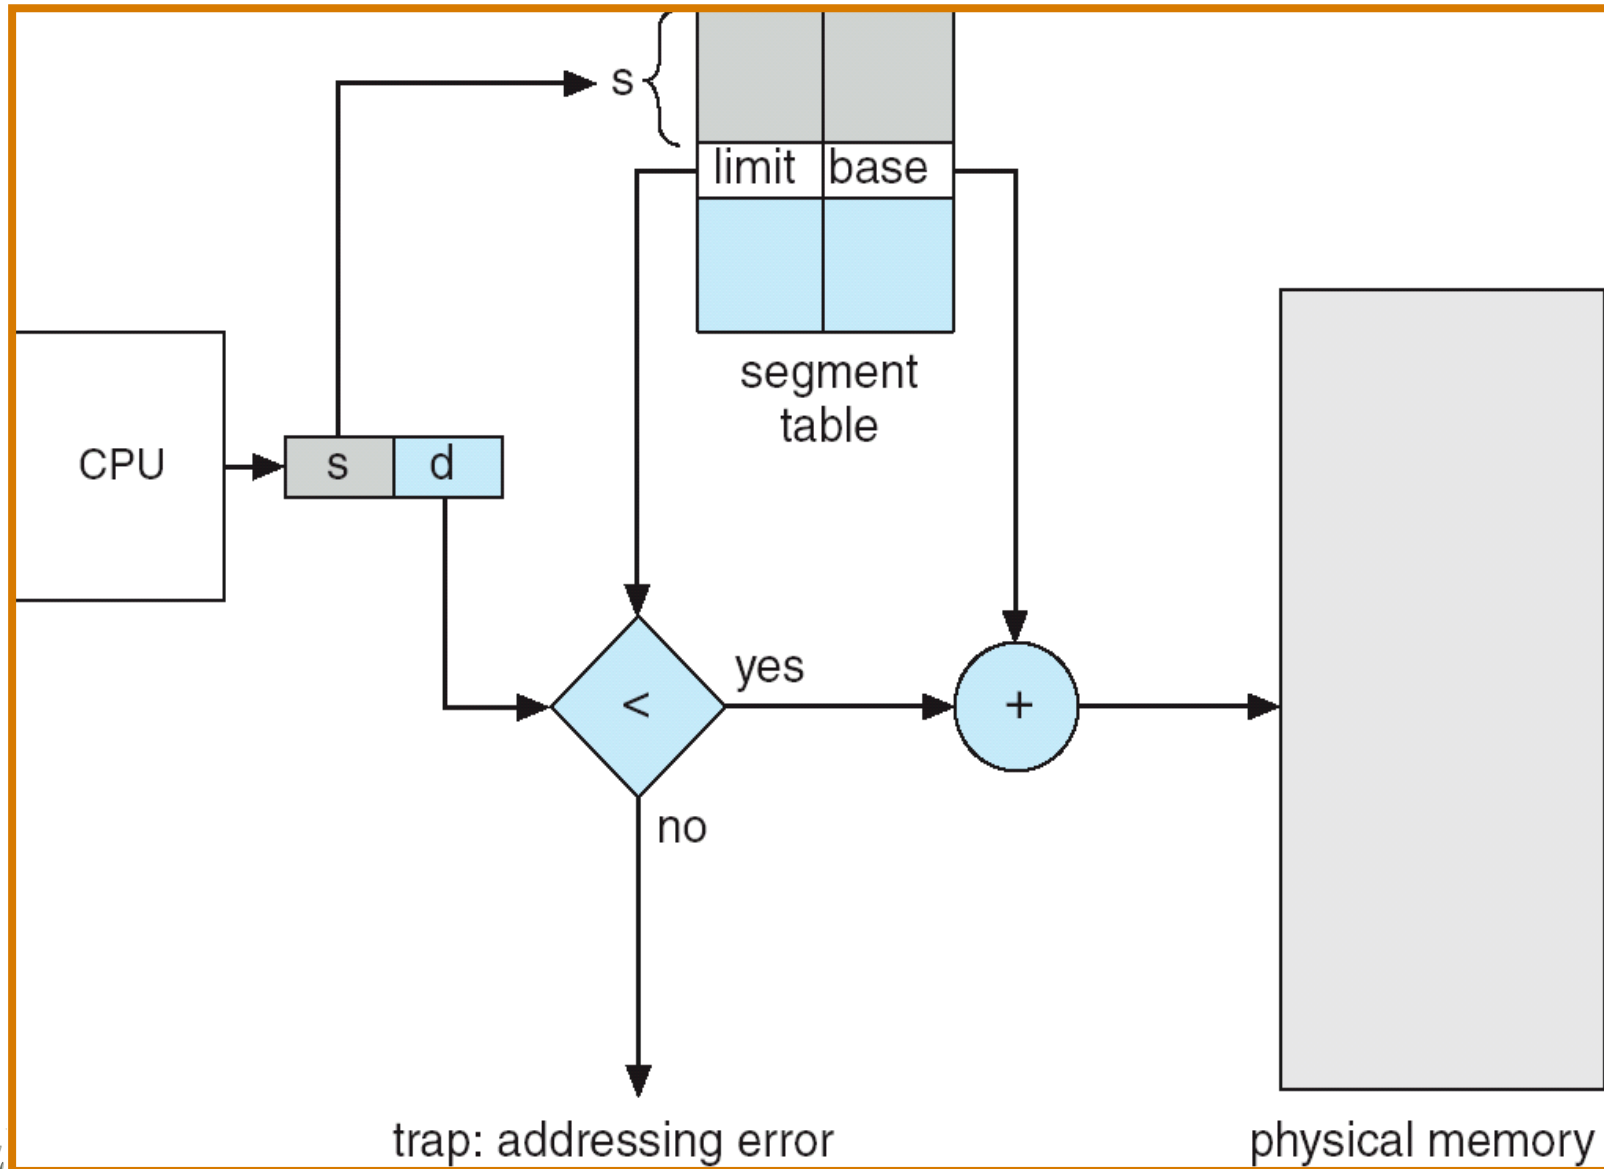 s
limit base
segment
table
CPU
s d
yes
<
+
no
trap: addressing error
physical memory